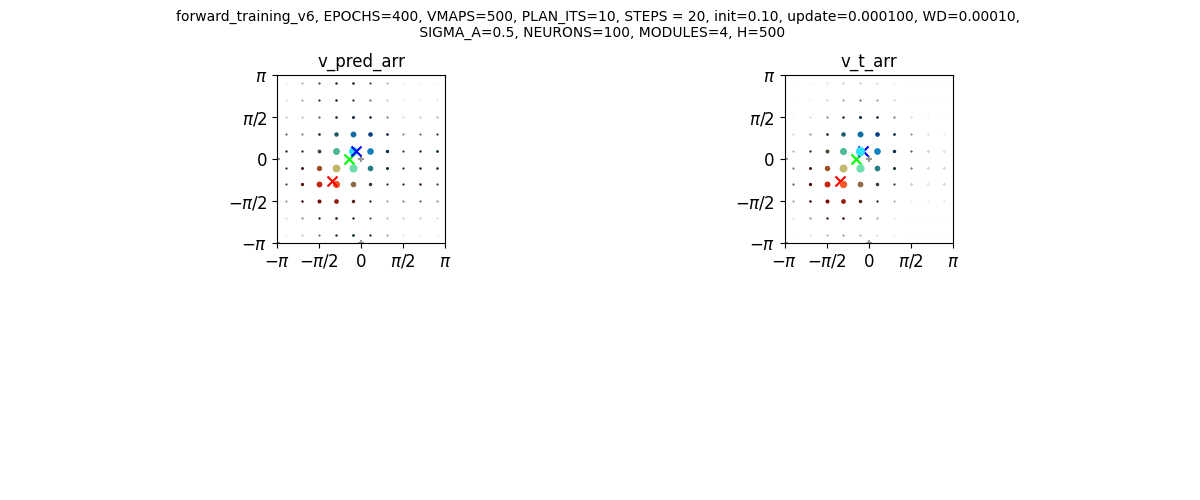 forward_training_v6, EPOCHS=400, VMAPS=500, PLAN_ITS=10, STEPS = 20, init=0.10, update=0.000100, WD=0.00010,
SIGMA_A=0.5, NEURONS=100, MODULES=4, H=500
v_pred_arr
π
π/2
0
−π/2
−π
−π
−π/2
0
π/2
π
v_t_arr
π
π/2
0
−π/2
−π
−π
−π/2
0
π/2
π